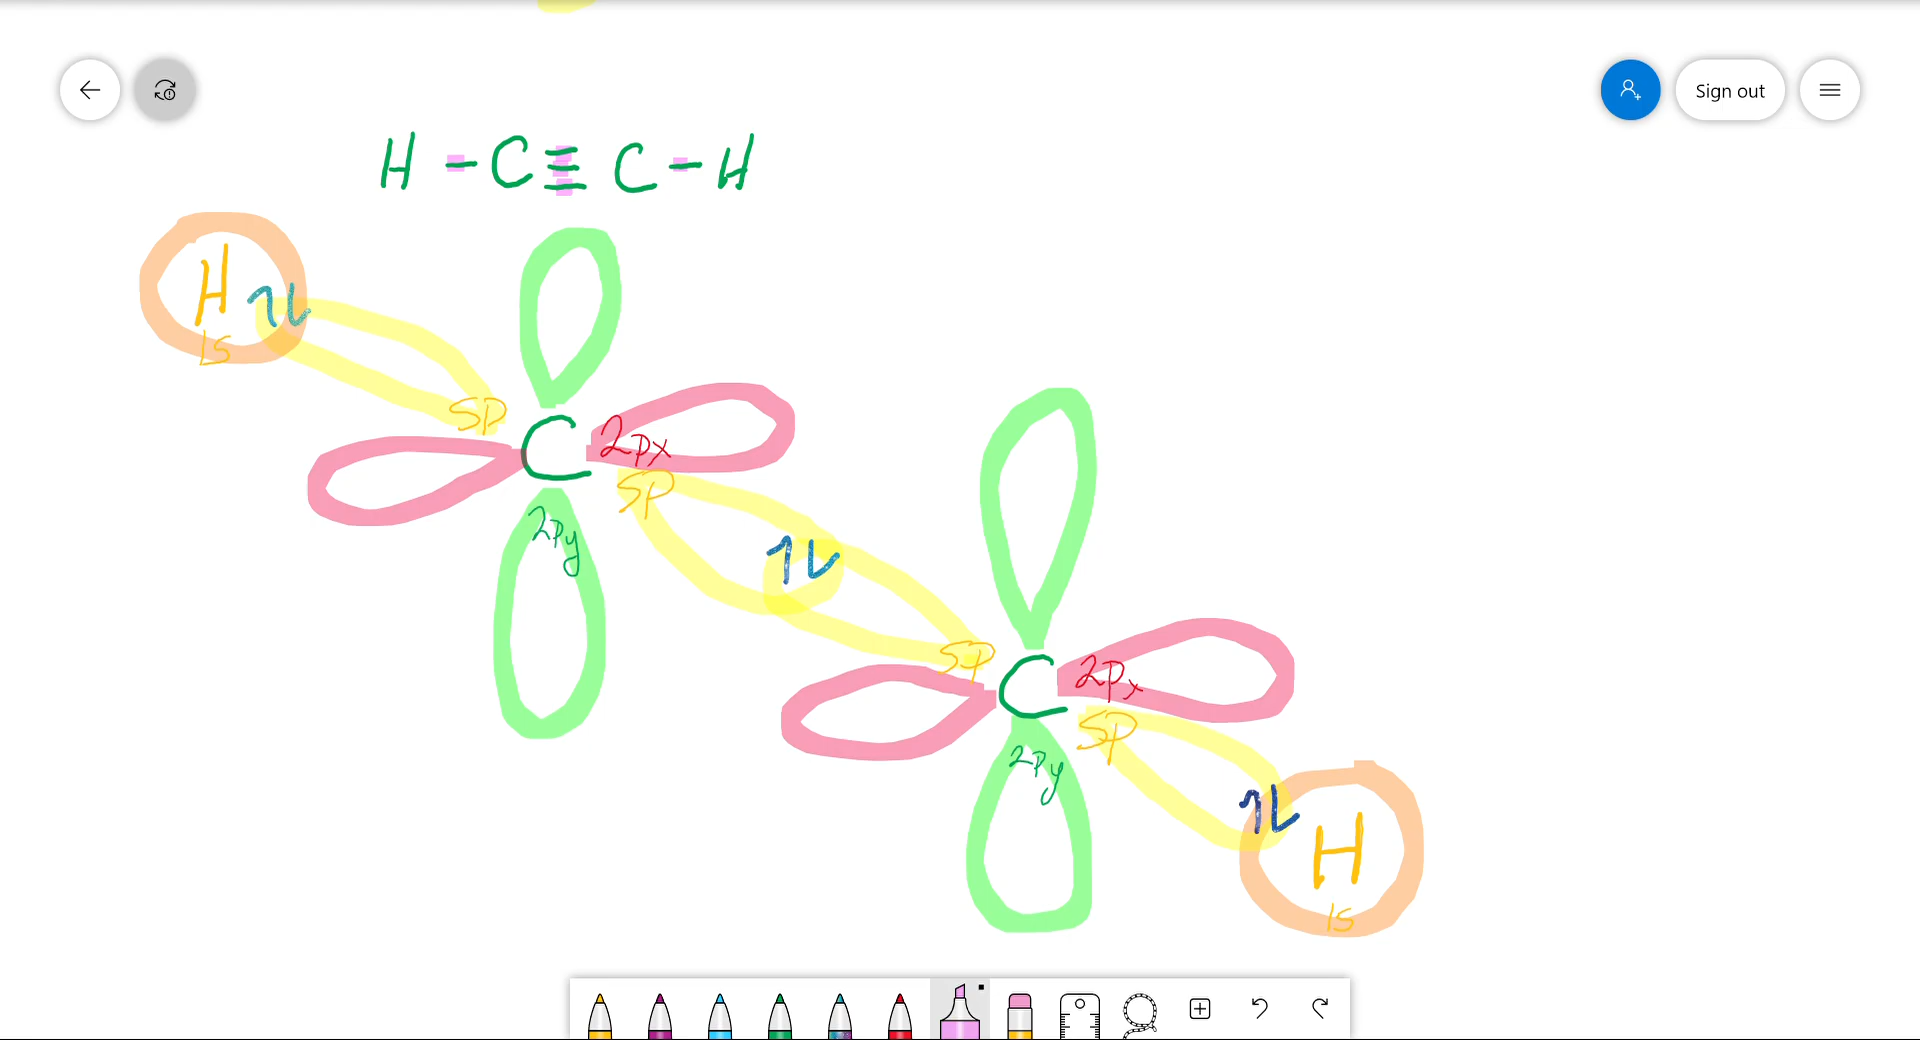 Sign out
H - C ≡ C - H
H
1s
sp
C
2px
sp
2py
sp
C
2px
sp
2py
H
1s